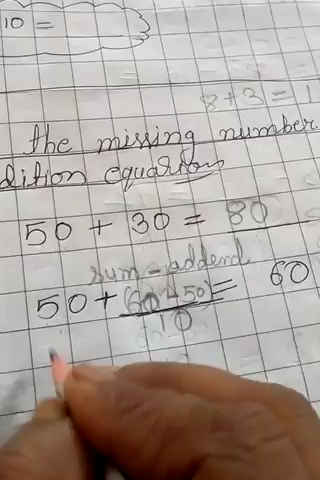 10 =
8 + 3 = 1
the missing number
dition equation
50 + 30 = 80
sum - addend
50 + (60 - 50) = 60
10